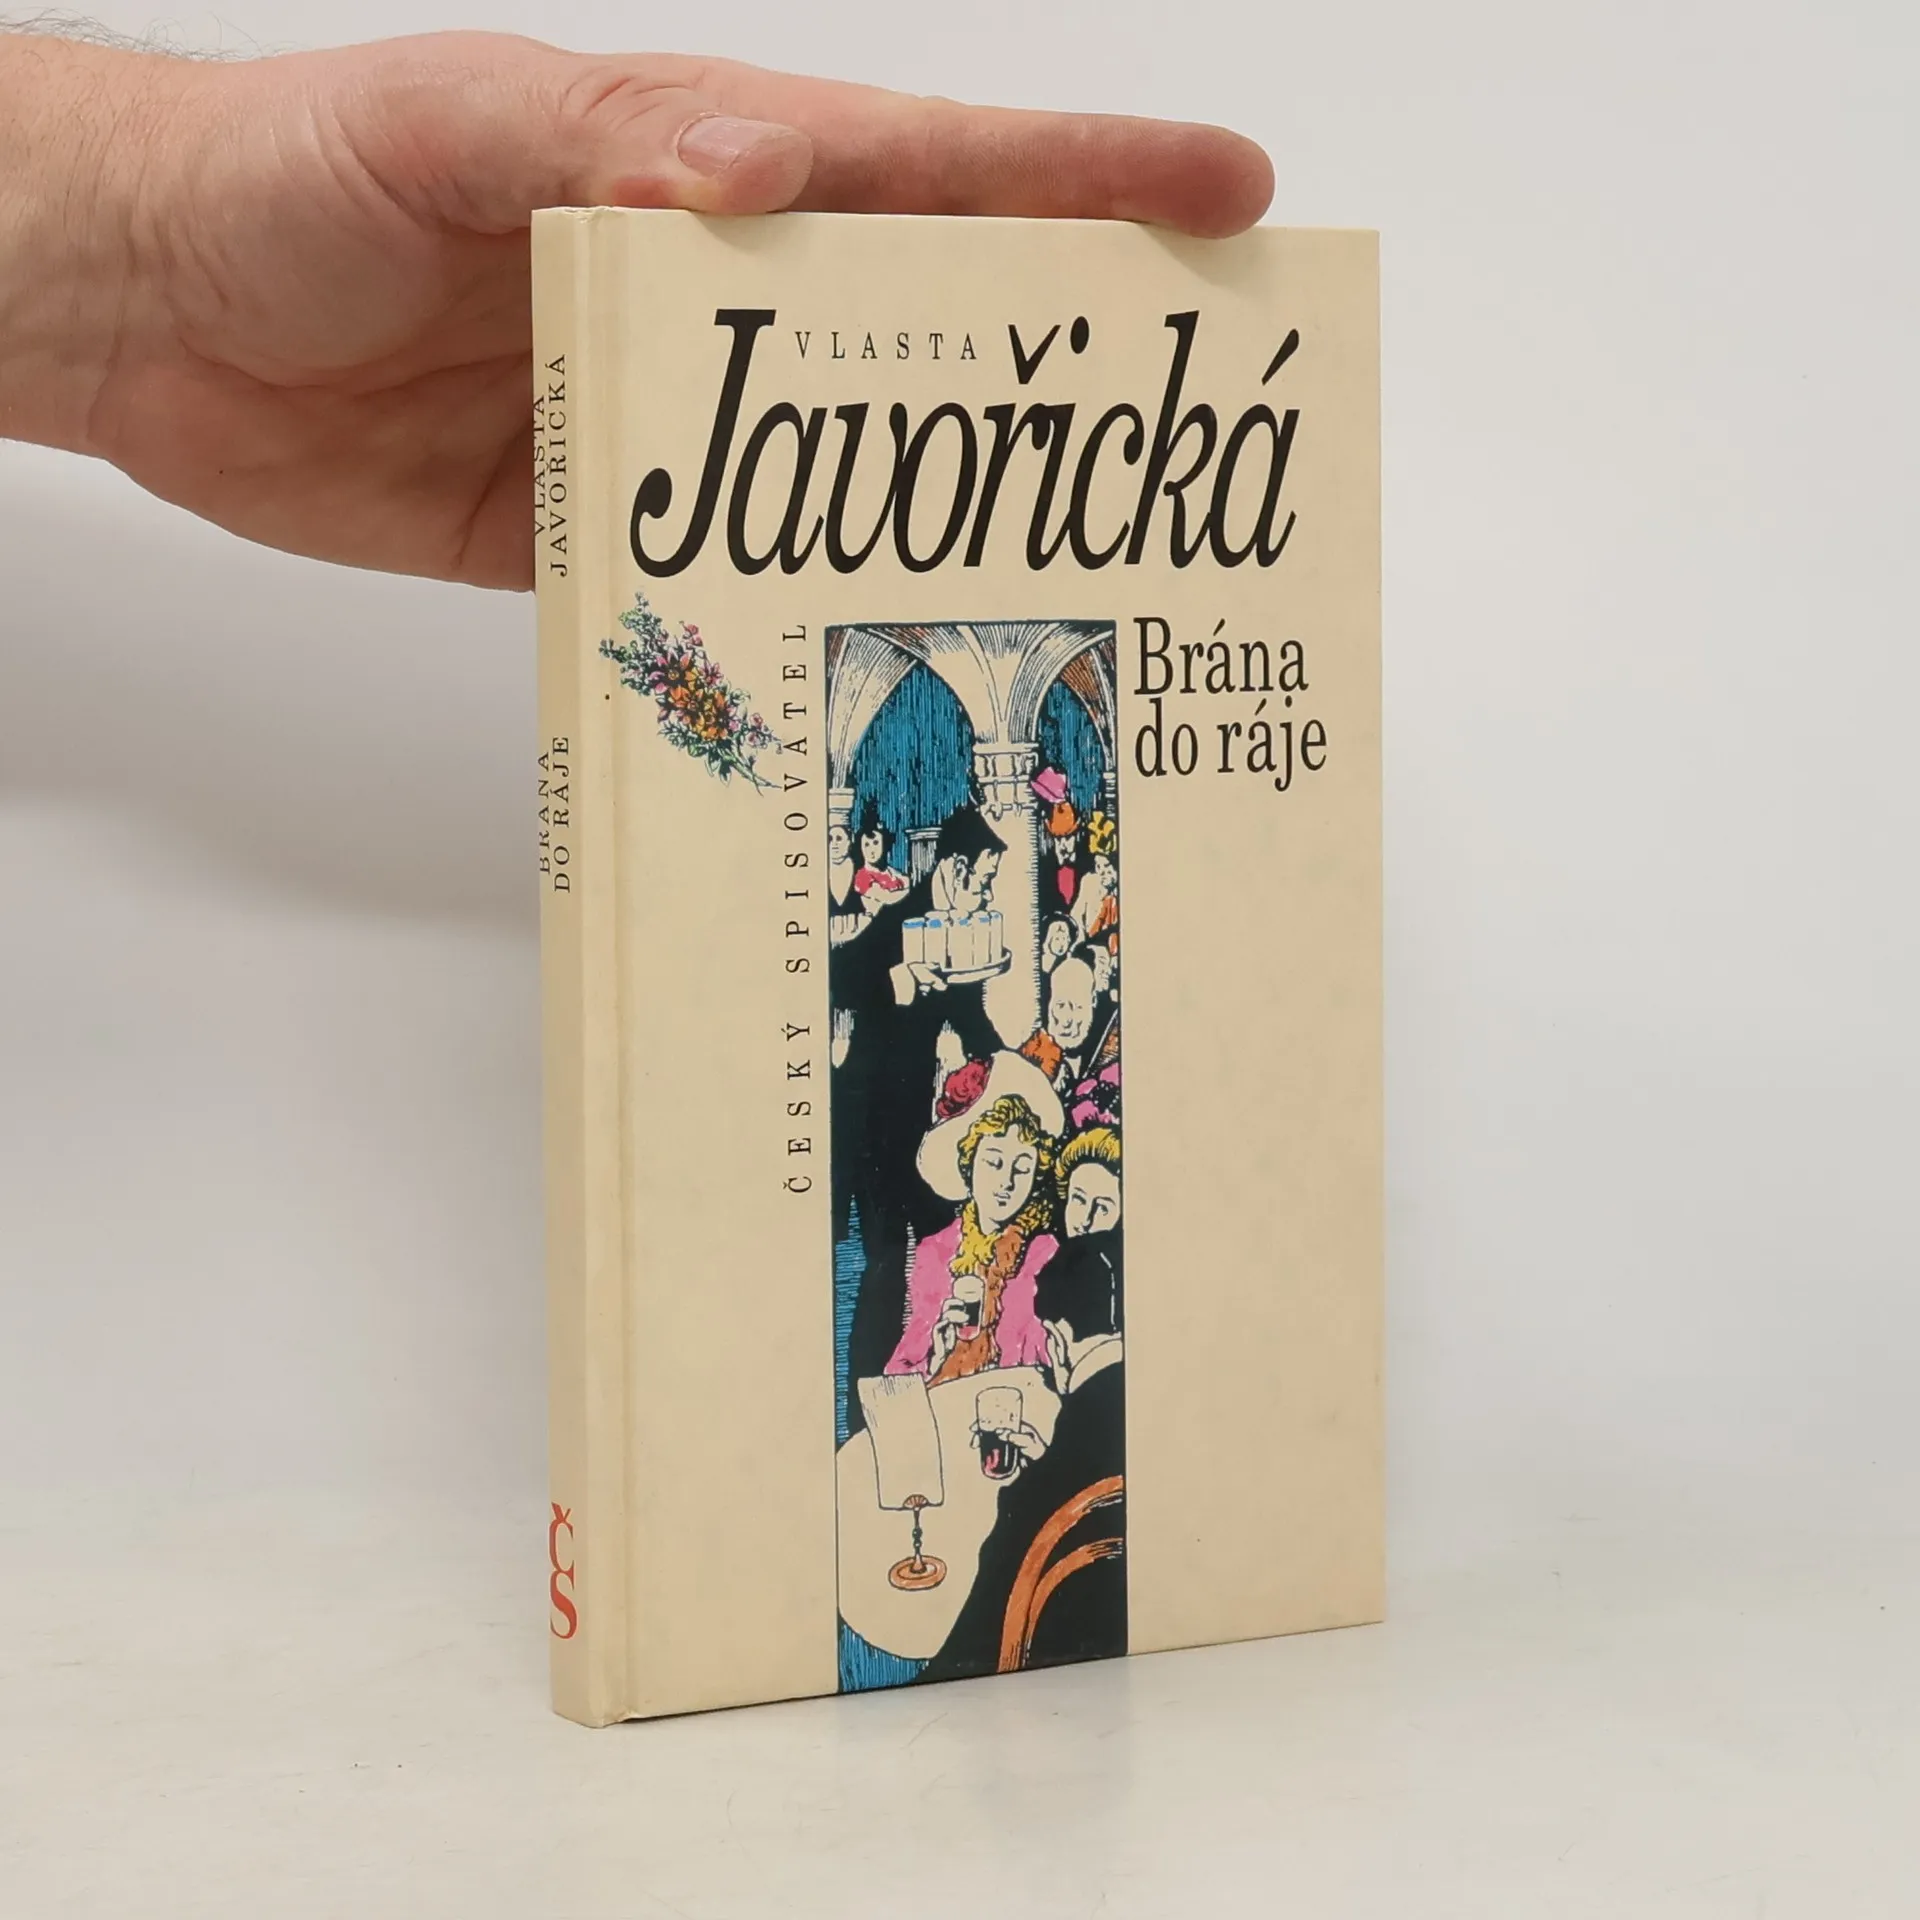 VLASTA
Javořická
Brána
do ráje
ČESKÝ SPISOVATEL
VLASTA
JAVOŘICKÁ
BRÁNA
DO RÁJE
ČS